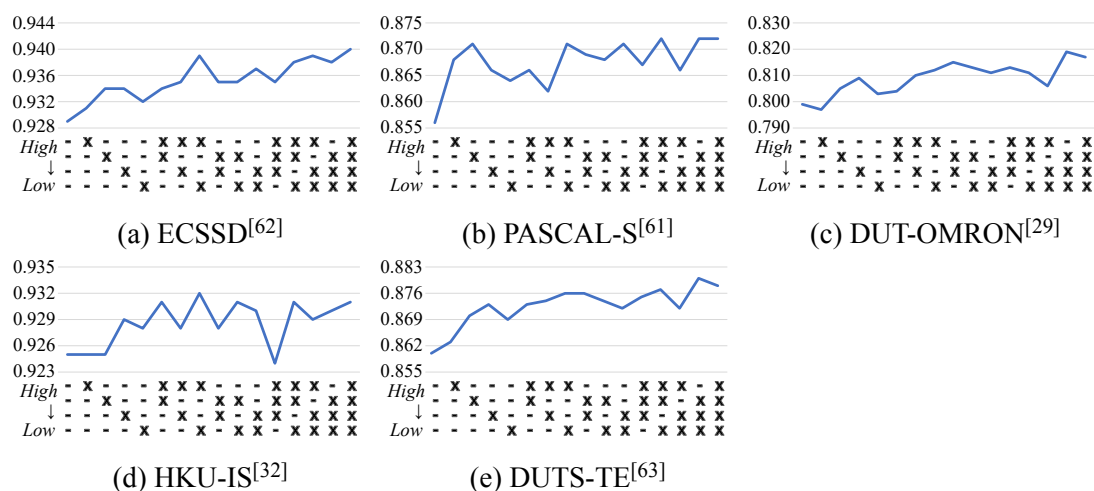 0.944
0.940
0.936
0.932
0.928
High
↓
Low
- x - - - x x x - - - x x x - x
- - x - - x - - x x - x x - x x
- - - x - - x - x - x x - x x x
- - - - x - - x - x x - x x x x
(a) ECSSD[62]
0.875
0.870
0.865
0.860
0.855
High
↓
Low
- x - - - x x x - - - x x x - x
- - x - - x - - x x - x x - x x
- - - x - - x - x - x x - x x x
- - - - x - - x - x x - x x x x
(b) PASCAL-S[61]
0.830
0.820
0.810
0.800
0.790
High
↓
Low
- x - - - x x x - - - x x x - x
- - x - - x - - x x - x x - x x
- - - x - - x - x - x x - x x x
- - - - x - - x - x x - x x x x
(c) DUT-OMRON[29]
0.935
0.932
0.929
0.926
0.923
High
↓
Low
- x - - - x x x - - - x x x - x
- - x - - x - - x x - x x - x x
- - - x - - x - x - x x - x x x
- - - - x - - x - x x - x x x x
(d) HKU-IS[32]
0.883
0.876
0.869
0.862
0.855
High
↓
Low
- x - - - x x x - - - x x x - x
- - x - - x - - x x - x x - x x
- - - x - - x - x - x x - x x x
- - - - x - - x - x x - x x x x
(e) DUTS-TE[63]